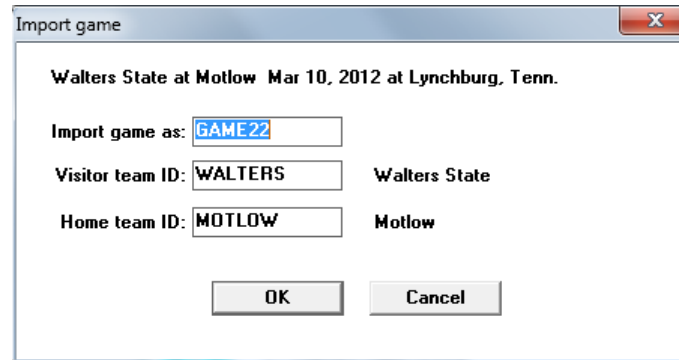 Import game
Walters State at Motlow Mar 10, 2012 at Lynchburg, Tenn.
Import game as: GAME22
Visitor team ID: WALTERS Walters State
Home team ID: MOTLOW Motlow
OK Cancel